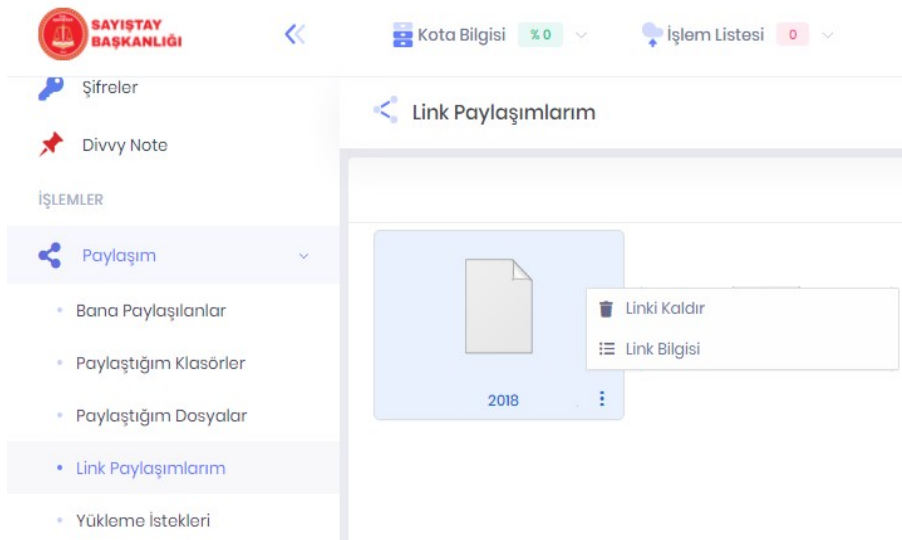 SAYIŞTAY
BAŞKANLIĞI
Kota Bilgisi %0
İşlem Listesi 0
Şifreler
Divvy Note
İŞLEMLER
Paylaşım
Bana Paylaşılanlar
Paylaştığım Klasörler
Paylaştığım Dosyalar
Link Paylaşımlarım
Yükleme İstekleri
Link Paylaşımlarım
2018
Linki Kaldır
Link Bilgisi